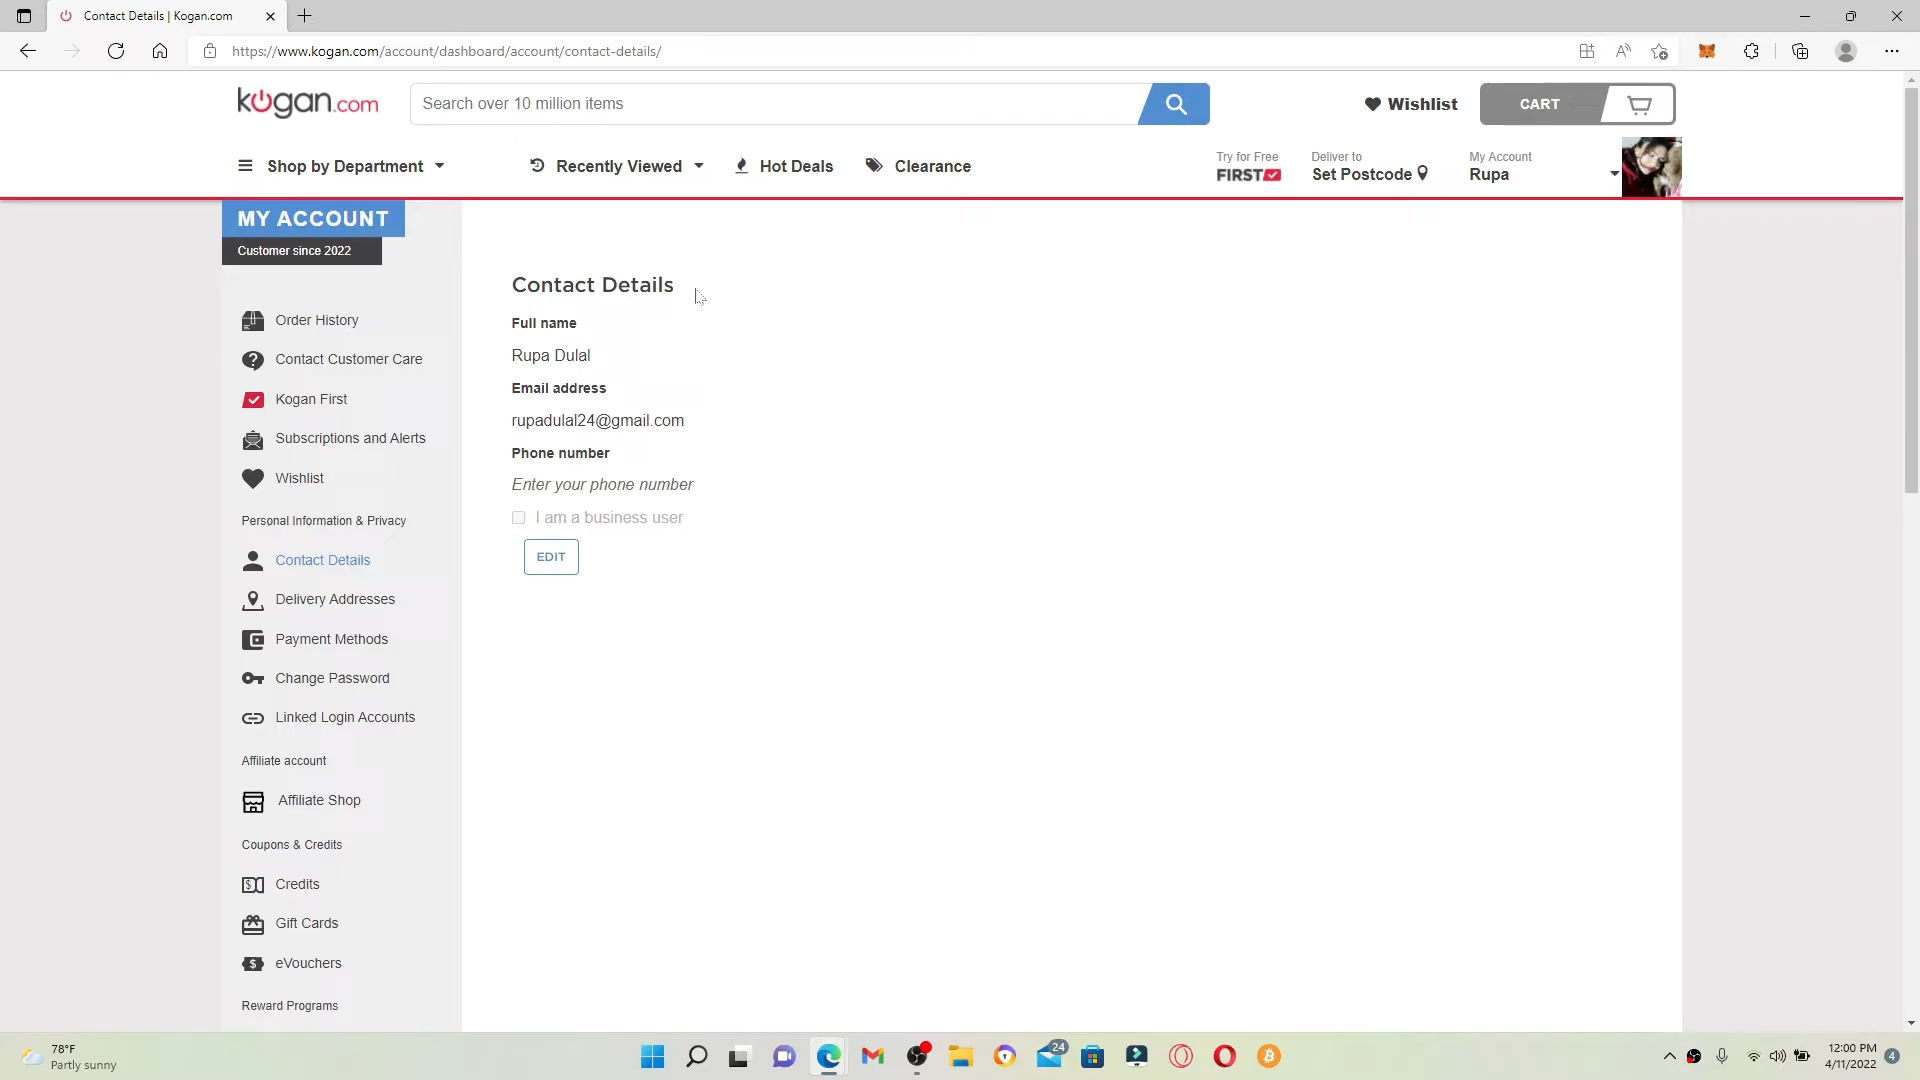 Contact Details | Kogan.com
https://www.kogan.com/account/dashboard/account/contact-details/
kogan.com
Search over 10 million items
Wishlist
CART
Shop by Department
Recently Viewed
Hot Deals
Clearance
Try for Free
FIRST
Deliver to
Set Postcode
My Account
Rupa
MY ACCOUNT
Customer since 2022
Order History
Contact Customer Care
Kogan First
Subscriptions and Alerts
Wishlist
Personal Information & Privacy
Contact Details
Delivery Addresses
Payment Methods
Change Password
Linked Login Accounts
Affiliate account
Affiliate Shop
Coupons & Credits
Credits
Gift Cards
eVouchers
Reward Programs
Contact Details
Full name
Rupa Dulal
Email address
rupadulal24@gmail.com
Phone number
Enter your phone number
I am a business user
EDIT
78°F
Partly sunny
24
12:00 PM
4/11/2022
4